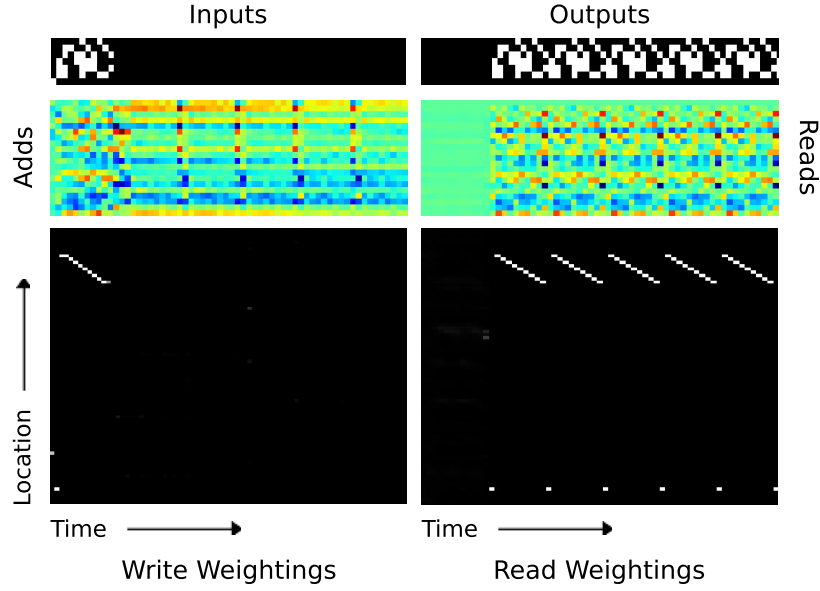 Inputs
Outputs
Adds
Reads
Location
Time
Time
Write Weightings
Read Weightings